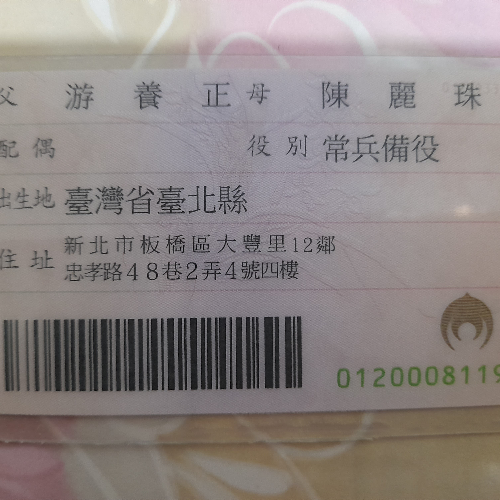 父 游養正 母 陳麗珠
配偶 役別 常兵備役
出生地 臺灣省臺北縣
住址 新北市板橋區大豐里12鄰
忠孝路48巷2弄4號四樓
0120008119